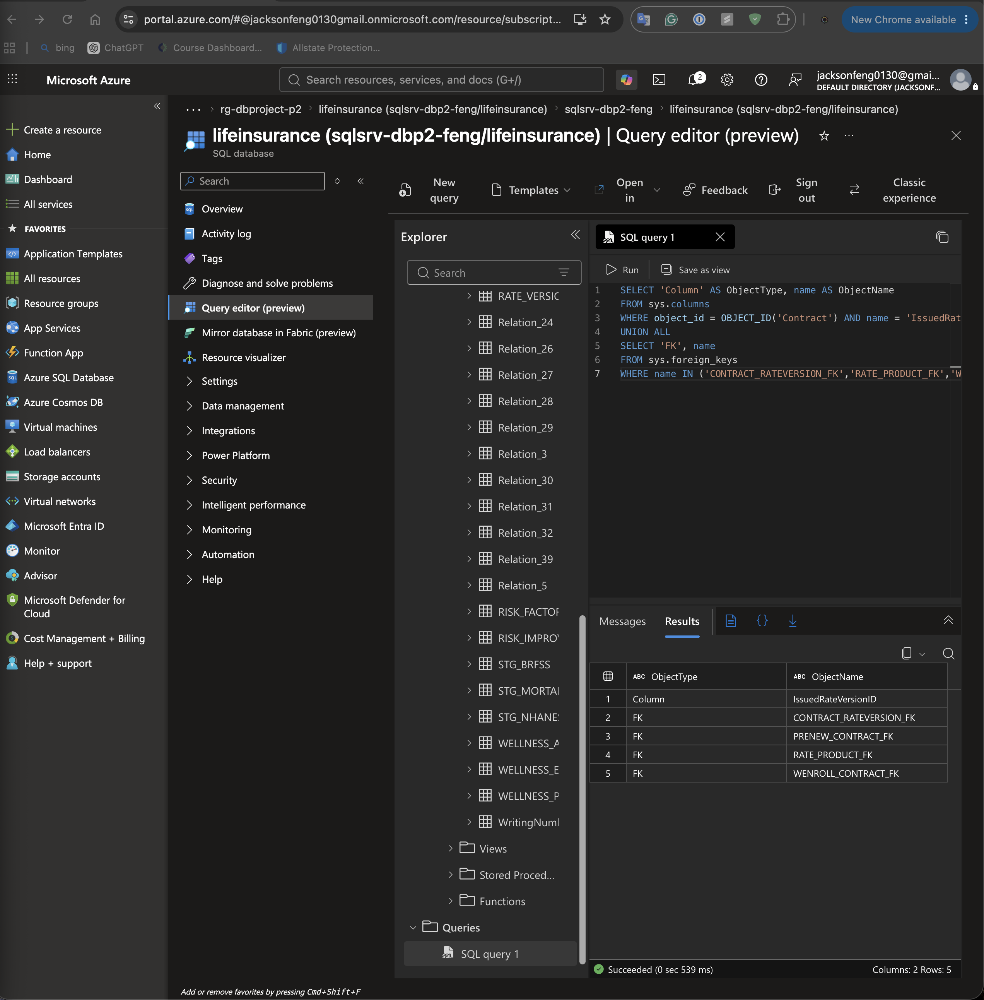 portal.azure.com/#@jacksonfeng0130gmail.onmicrosoft.com/resource/subscript...
New Chrome available
bing
ChatGPT
Course Dashboard...
Allstate Protection...
Microsoft Azure
Search resources, services, and docs (G+/)
2
jacksonfeng0130@gmai...
DEFAULT DIRECTORY (JACKSONF...
... > rg-dbproject-p2 > lifeinsurance (sqlsrv-dbp2-feng/lifeinsurance) > sqlsrv-dbp2-feng > lifeinsurance (sqlsrv-dbp2-feng/lifeinsurance)
lifeinsurance (sqlsrv-dbp2-feng/lifeinsurance) | Query editor (preview)
SQL database
Create a resource
Home
Dashboard
All services
FAVORITES
Application Templates
All resources
Resource groups
App Services
Function App
Azure SQL Database
Azure Cosmos DB
Virtual machines
Load balancers
Storage accounts
Virtual networks
Microsoft Entra ID
Monitor
Advisor
Microsoft Defender for
Cloud
Cost Management + Billing
Help + support
Search
Overview
Activity log
Tags
Diagnose and solve problems
Query editor (preview)
Mirror database in Fabric (preview)
Resource visualizer
Settings
Data management
Integrations
Power Platform
Security
Intelligent performance
Monitoring
Automation
Help
Add or remove favorites by pressing Cmd+Shift+F
New
query
Templates
Open
in
Feedback
Sign
out
Classic
experience
Explorer
Search
RATE_VERSIC
Relation_24
Relation_26
Relation_27
Relation_28
Relation_29
Relation_3
Relation_30
Relation_31
Relation_32
Relation_39
Relation_5
RISK_FACTOR
RISK_IMPROV
STG_BRFSS
STG_MORTAL
STG_NHANES
WELLNESS_A
WELLNESS_E
WELLNESS_P
WritingNuml
Views
Stored Proced...
Functions
Queries
SQL query 1
SQL query 1
Run
Save as view
1 SELECT 'Column' AS ObjectType, name AS ObjectName
2 FROM sys.columns
3 WHERE object_id = OBJECT_ID('Contract') AND name = 'IssuedRat
4 UNION ALL
5 SELECT 'FK', name
6 FROM sys.foreign_keys
7 WHERE name IN ('CONTRACT_RATEVERSION_FK','RATE_PRODUCT_FK','W
Messages
Results
ABC ObjectType ABC ObjectName
1 Column IssuedRateVersionID
2 FK CONTRACT_RATEVERSION_FK
3 FK PRENEW_CONTRACT_FK
4 FK RATE_PRODUCT_FK
5 FK WENROLL_CONTRACT_FK
Succeeded (0 sec 539 ms)
Columns: 2 Rows: 5